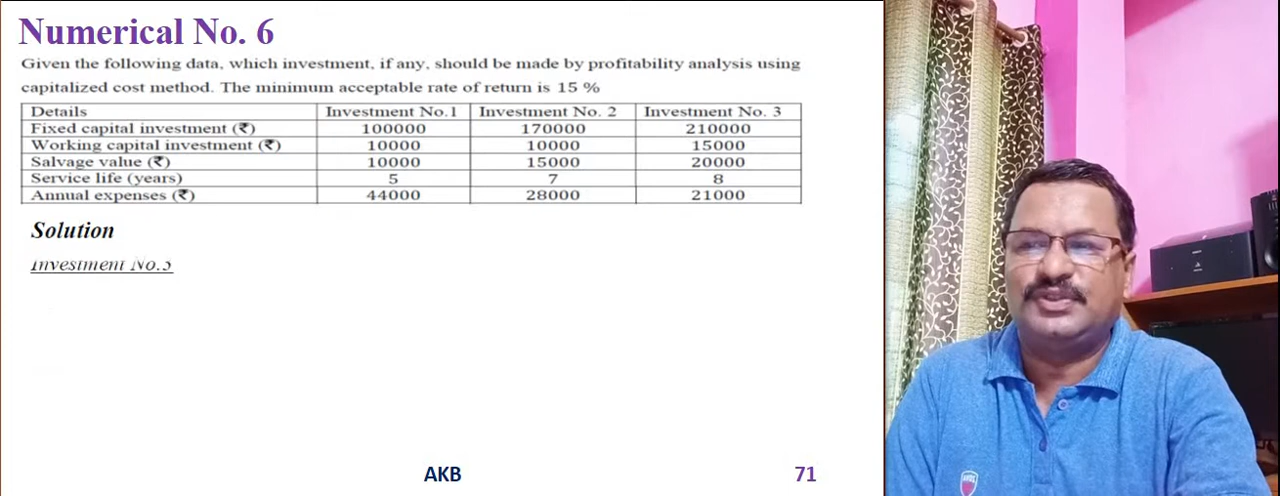 Numerical No. 6
Given the following data, which investment, if any, should be made by profitability analysis using
capitalized cost method. The minimum acceptable rate of return is 15 %
Details Investment No.1 Investment No. 2 Investment No. 3
Fixed capital investment (₹) 100000 170000 210000
Working capital investment (₹) 10000 10000 15000
Salvage value (₹) 10000 15000 20000
Service life (years) 5 7 8
Annual expenses (₹) 44000 28000 21000
Solution
Investment No.3
AKB 71